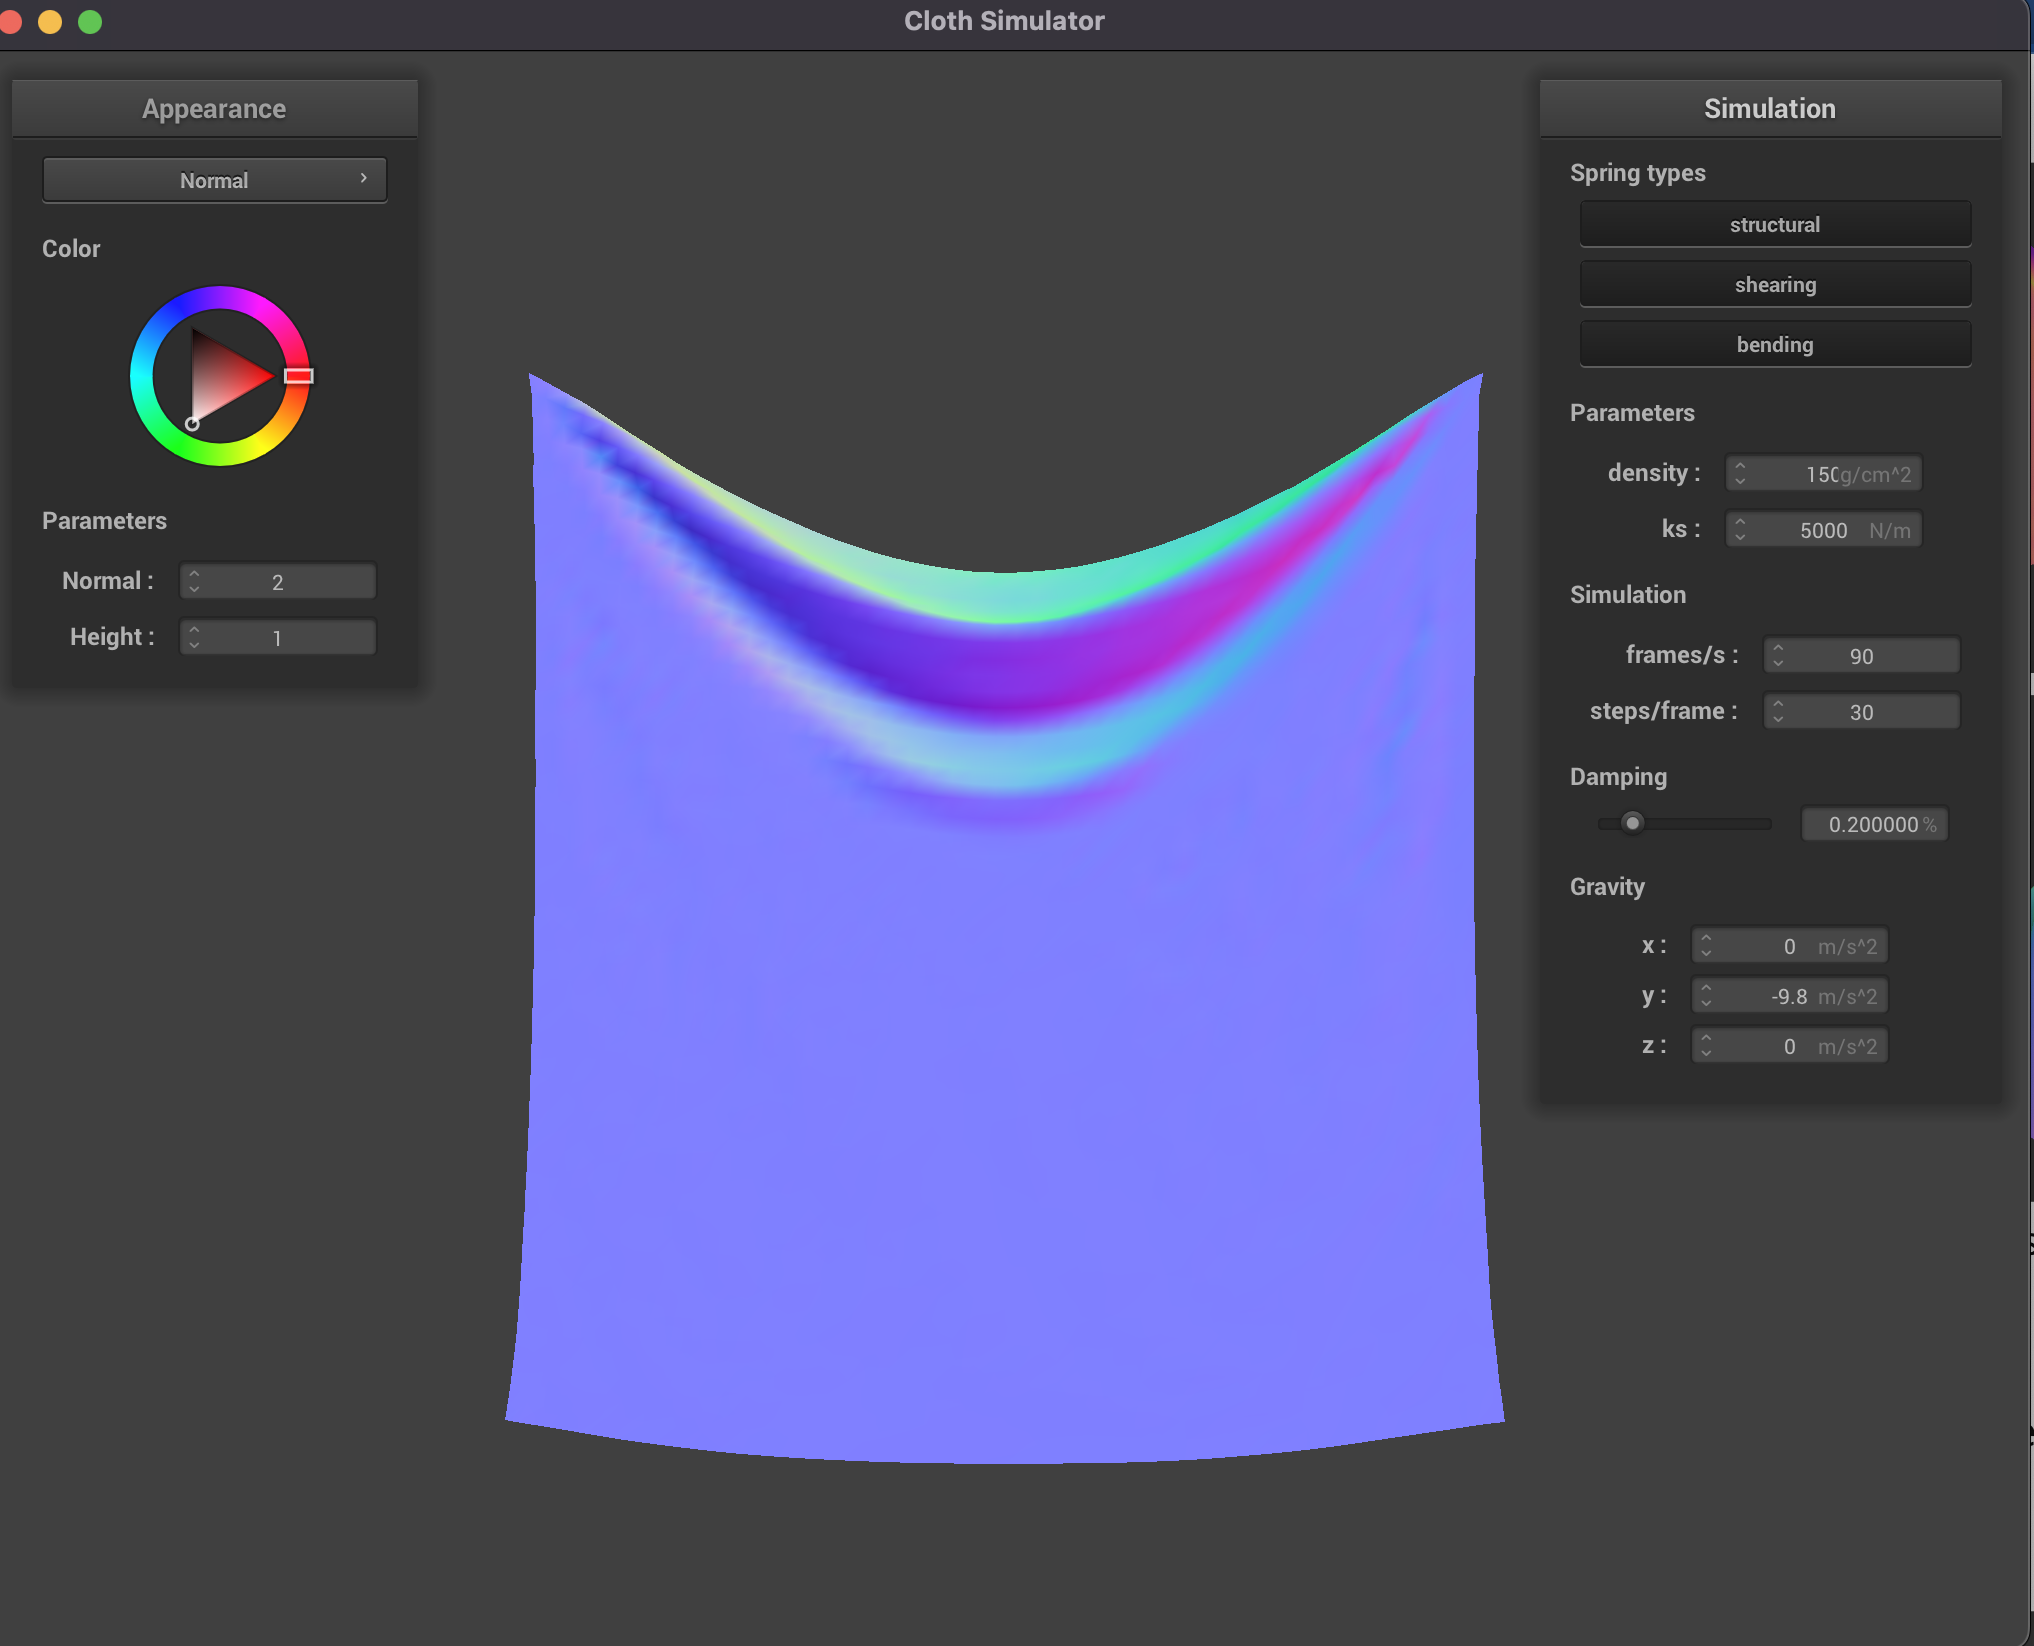 Cloth Simulator
Appearance
Normal
Color
Parameters
Normal : 2
Height : 1
Simulation
Spring types
structural
shearing
bending
Parameters
density : 150 g/cm^2
ks : 5000 N/m
Simulation
frames/s : 90
steps/frame : 30
Damping
0.200000 %
Gravity
x : 0 m/s^2
y : -9.8 m/s^2
z : 0 m/s^2